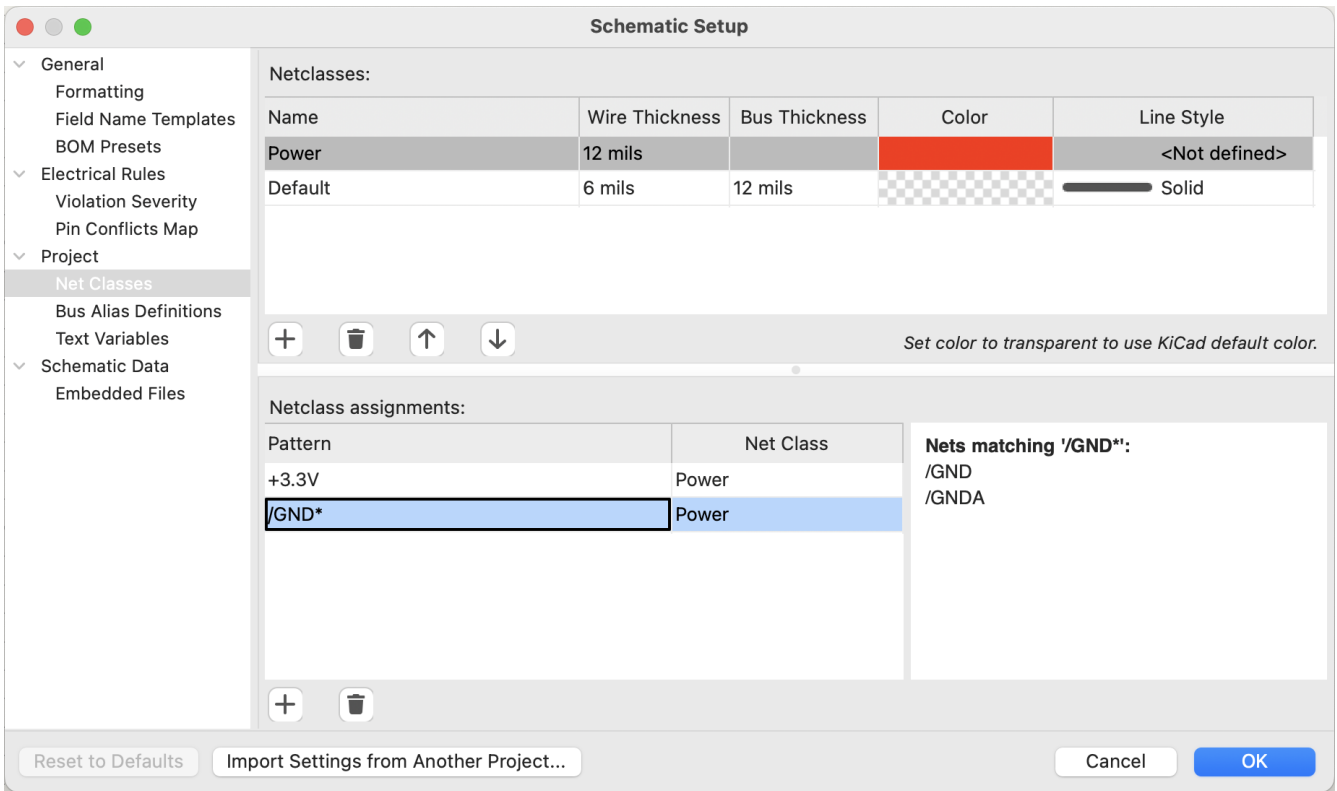 Schematic Setup
General
Formatting
Field Name Templates
BOM Presets
Electrical Rules
Violation Severity
Pin Conflicts Map
Project
Net Classes
Bus Alias Definitions
Text Variables
Schematic Data
Embedded Files
Netclasses:
Name Wire Thickness Bus Thickness Color Line Style
Power 12 mils <Not defined>
Default 6 mils 12 mils Solid
Set color to transparent to use KiCad default color.
Netclass assignments:
Pattern Net Class
+3.3V Power
/GND* Power
Nets matching '/GND*':
/GND
/GNDA
Reset to Defaults Import Settings from Another Project... Cancel OK